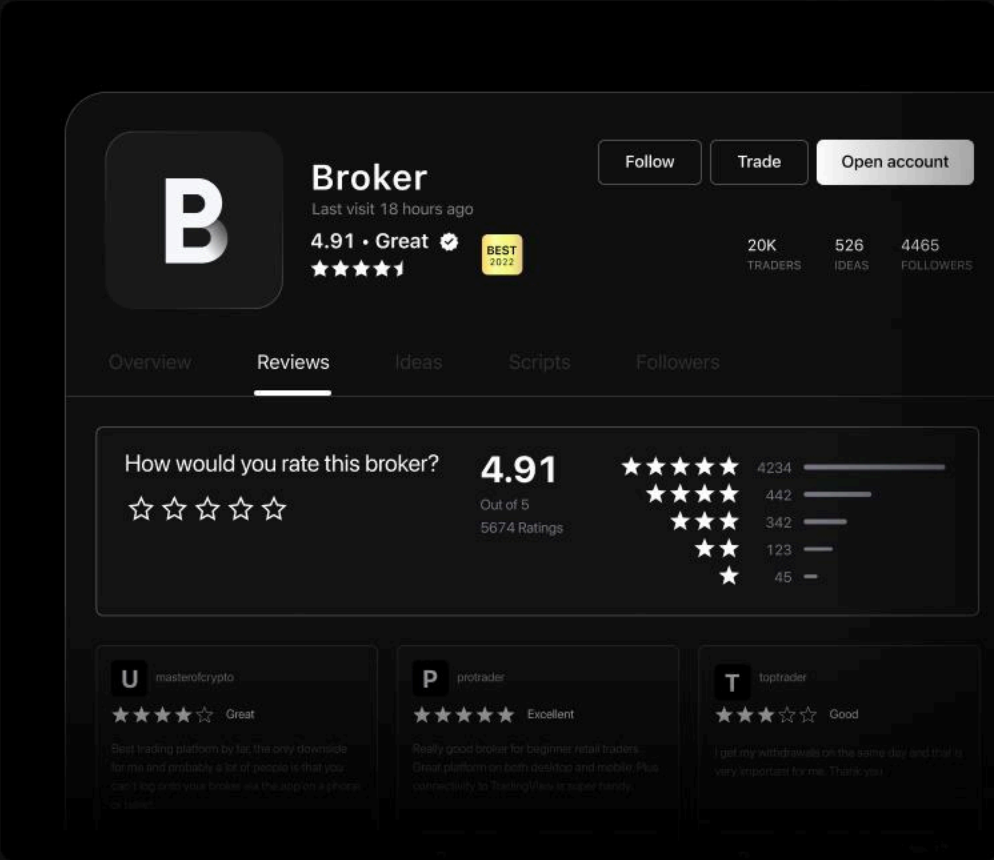 B
Broker
Last visit 18 hours ago
4.91 • Great
BEST
2022
Follow
Trade
Open account
20K
TRADERS
526
IDEAS
4465
FOLLOWERS
Overview
Reviews
Ideas
Scripts
Followers
How would you rate this broker?
4.91
Out of 5
5674 Ratings
4234
442
342
123
45
U
masterofcrypto
Great
Best trading platform by far, the only downside
for me and probably a lot of people is that you
can't log onto your broker via the app on a phone
or tablet
P
protrader
Excellent
Really good broker for beginner retail traders.
Great platform on both desktop and mobile. Plus
connectivity to TradingView is super handy.
T
toptrader
Good
I get my withdrawals on the same day and that is
very important for me. Thank you